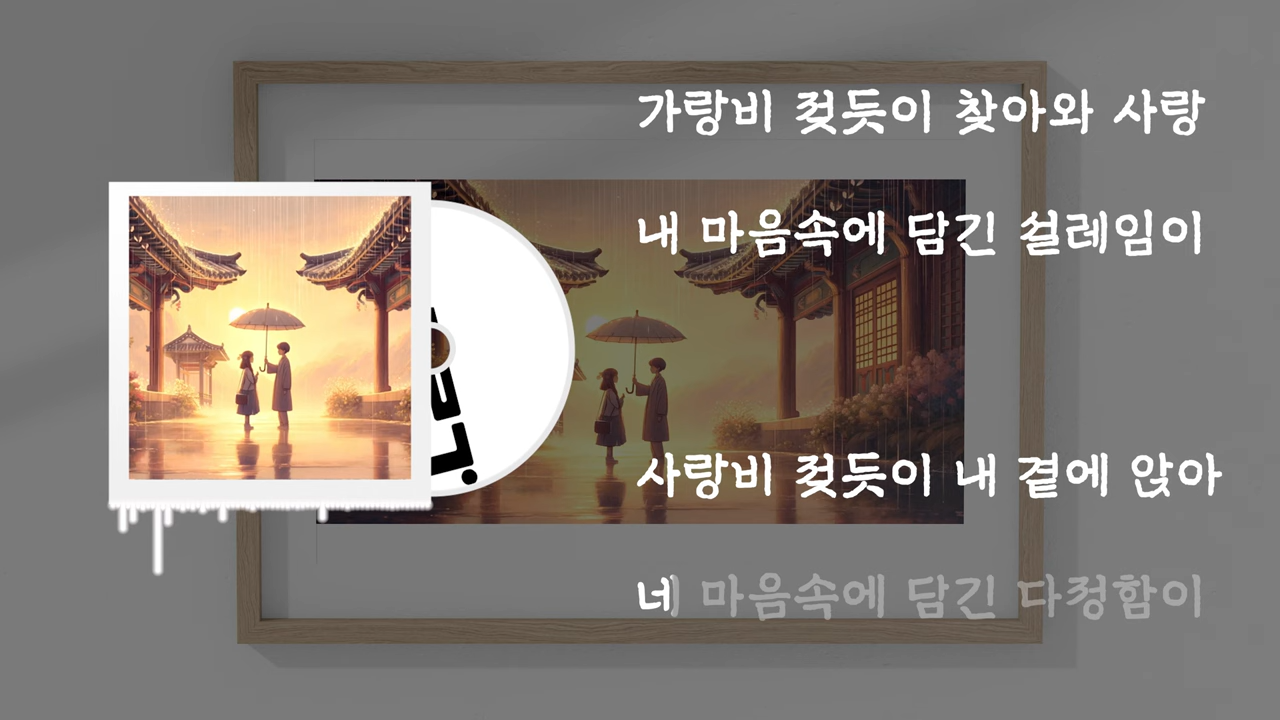 가랑비 젖듯이 찾아와 사랑
내 마음속에 담긴 설레임이
사랑비 젖듯이 내 곁에 앉아
네 마음속에 담긴 다정함이